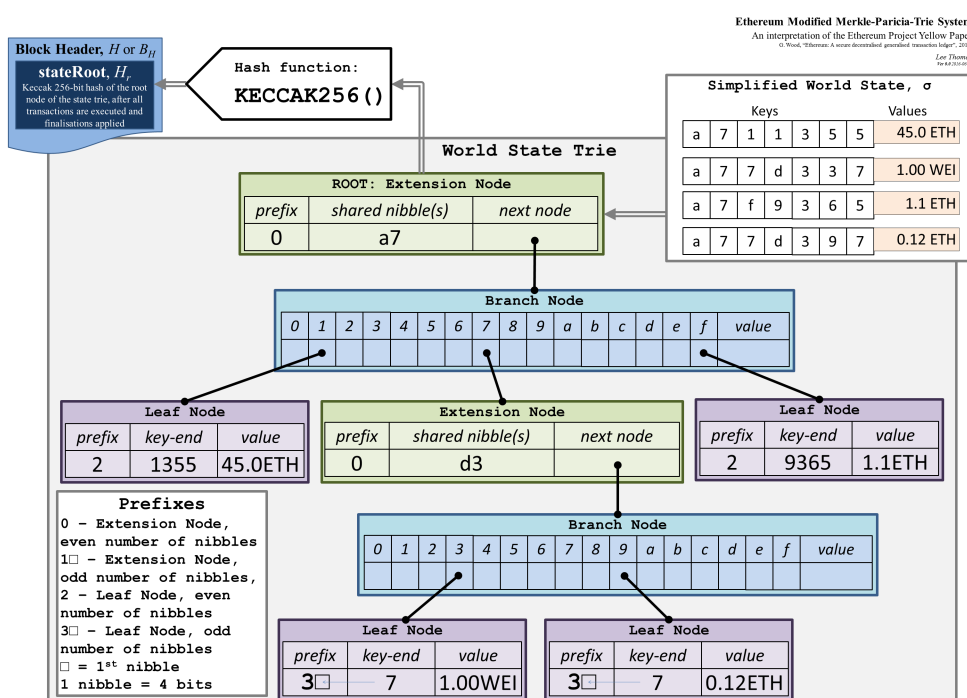 Ethereum Modified Merkle-Paricia-Trie System
An interpretation of the Ethereum Project Yellow Paper
G. Wood, "Ethereum: A secure decentralised generalised transaction ledger", 201
Lee Thomas
Block Header, H or B_H
stateRoot, H_r
Keccak 256-bit hash of the root
node of the state trie, after all
transactions are executed and
finalisations applied
Hash function:
KECCAK256()
Simplified World State, σ
Keys Values
a 7 1 1 3 5 5 45.0 ETH
a 7 7 d 3 3 7 1.00 WEI
a 7 f 9 3 6 5 1.1 ETH
a 7 7 d 3 9 7 0.12 ETH
World State Trie
ROOT: Extension Node
prefix shared nibble(s) next node
0 a7
Branch Node
0 1 2 3 4 5 6 7 8 9 a b c d e f value
Leaf Node
prefix key-end value
2 1355 45.0ETH
Extension Node
prefix shared nibble(s) next node
0 d3
Leaf Node
prefix key-end value
2 9365 1.1ETH
Prefixes
0 - Extension Node,
even number of nibbles
1□ - Extension Node,
odd number of nibbles,
2 - Leaf Node, even
number of nibbles
3□ - Leaf Node, odd
number of nibbles
□ = 1st nibble
1 nibble = 4 bits
Branch Node
0 1 2 3 4 5 6 7 8 9 a b c d e f value
Leaf Node
prefix key-end value
3□ 7 1.00WEI
Leaf Node
prefix key-end value
3□ 7 0.12ETH